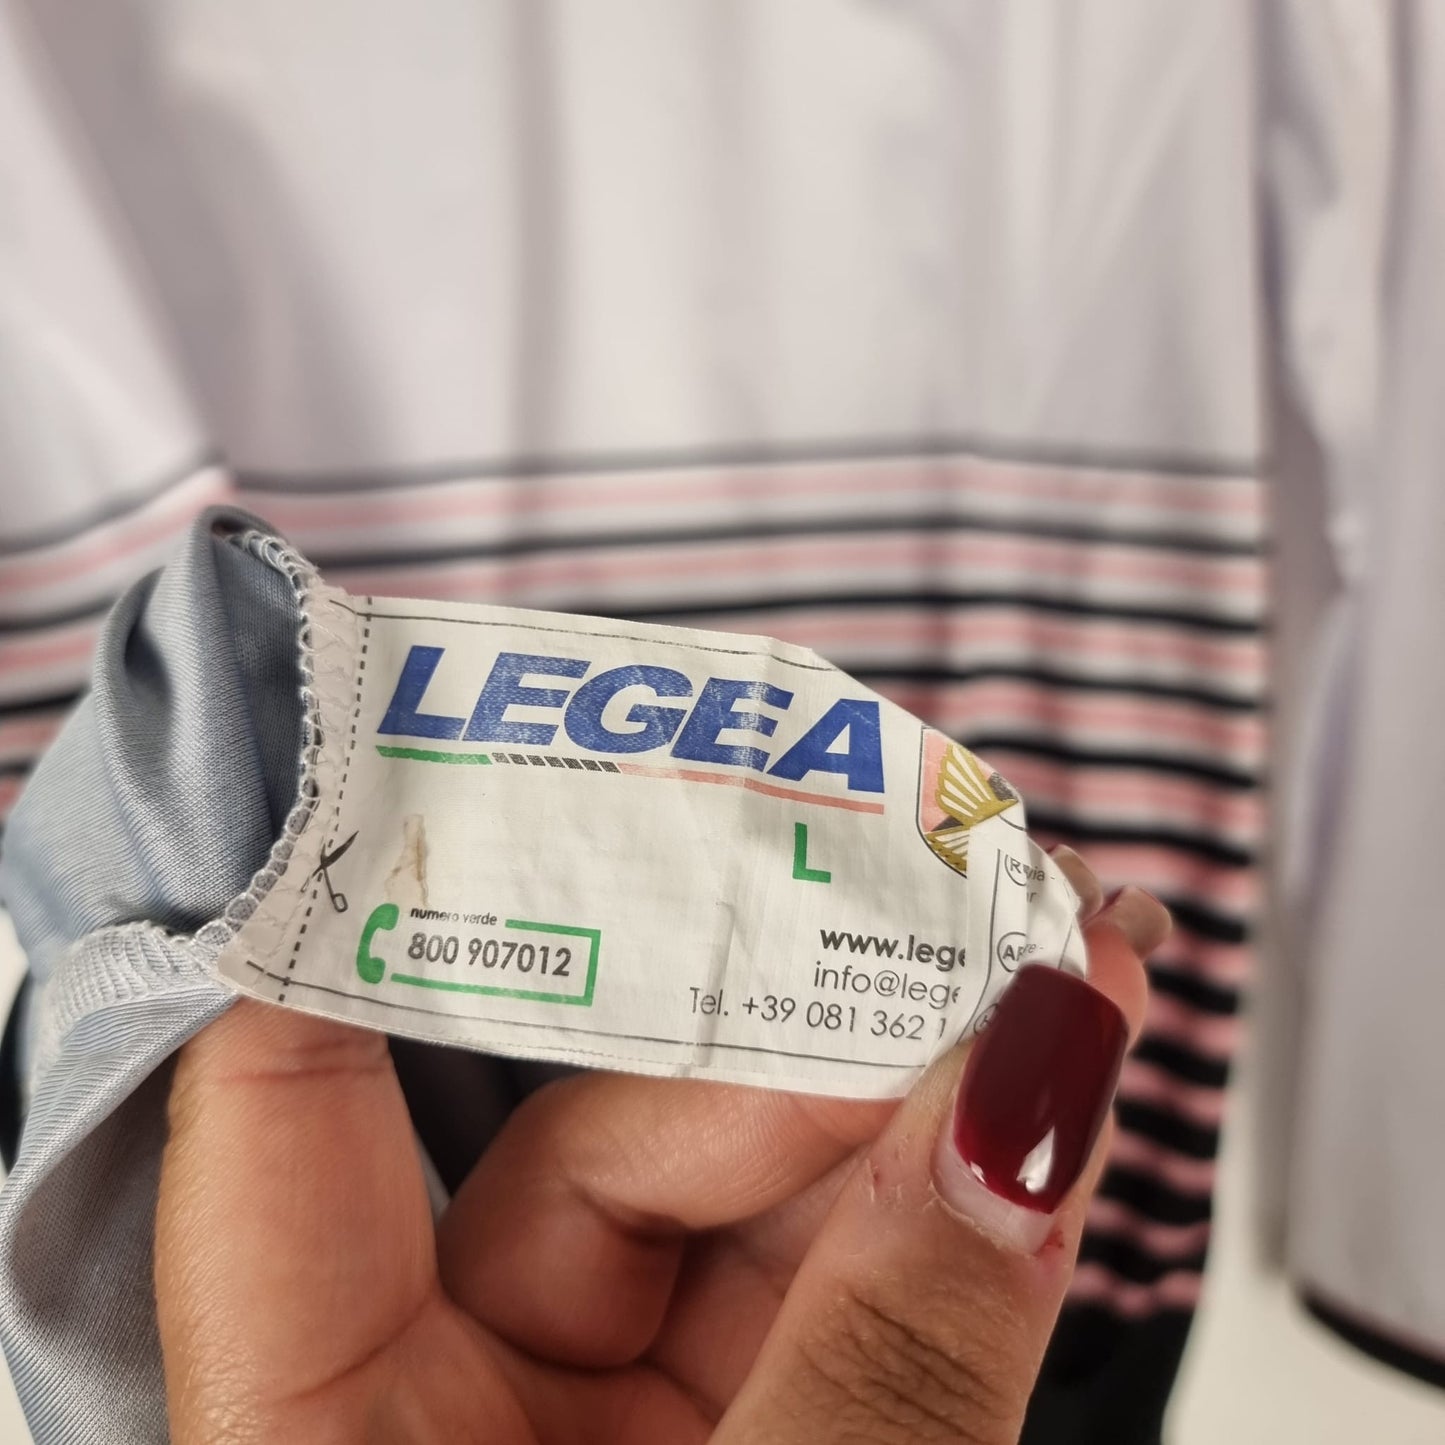 LEGEA
L
numero verde
800 907012
www.lege
info@lege
Tel. +39 081 362 1